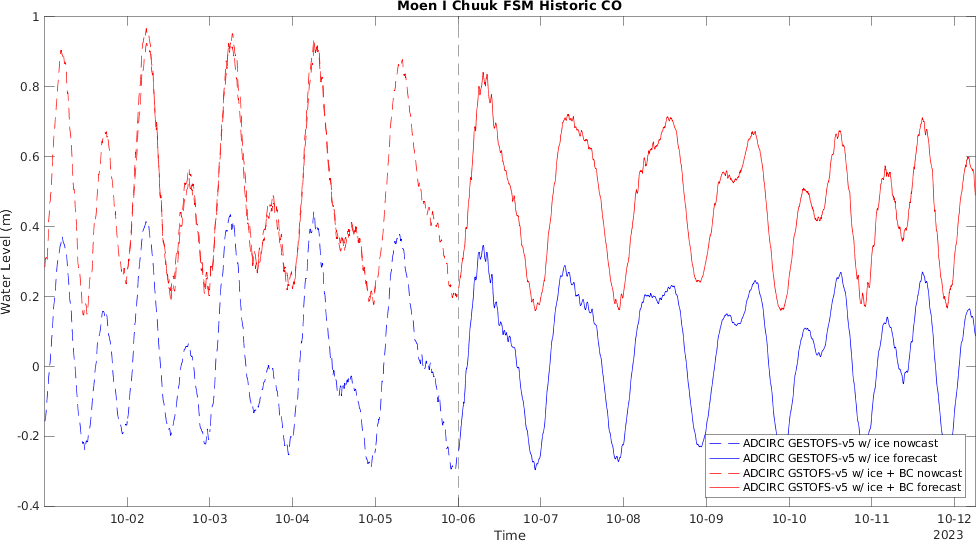 Moen I Chuuk FSM Historic CO
1
0.8
0.6
0.4
0.2
0
-0.2
-0.4
Water Level (m)
10-02 10-03 10-04 10-05 10-06 10-07 10-08 10-09 10-10 10-11 10-12
Time
2023
ADCIRC GESTOFS-v5 w/ ice nowcast
ADCIRC GESTOFS-v5 w/ ice forecast
ADCIRC GSTOFS-v5 w/ ice + BC nowcast
ADCIRC GSTOFS-v5 w/ ice + BC forecast